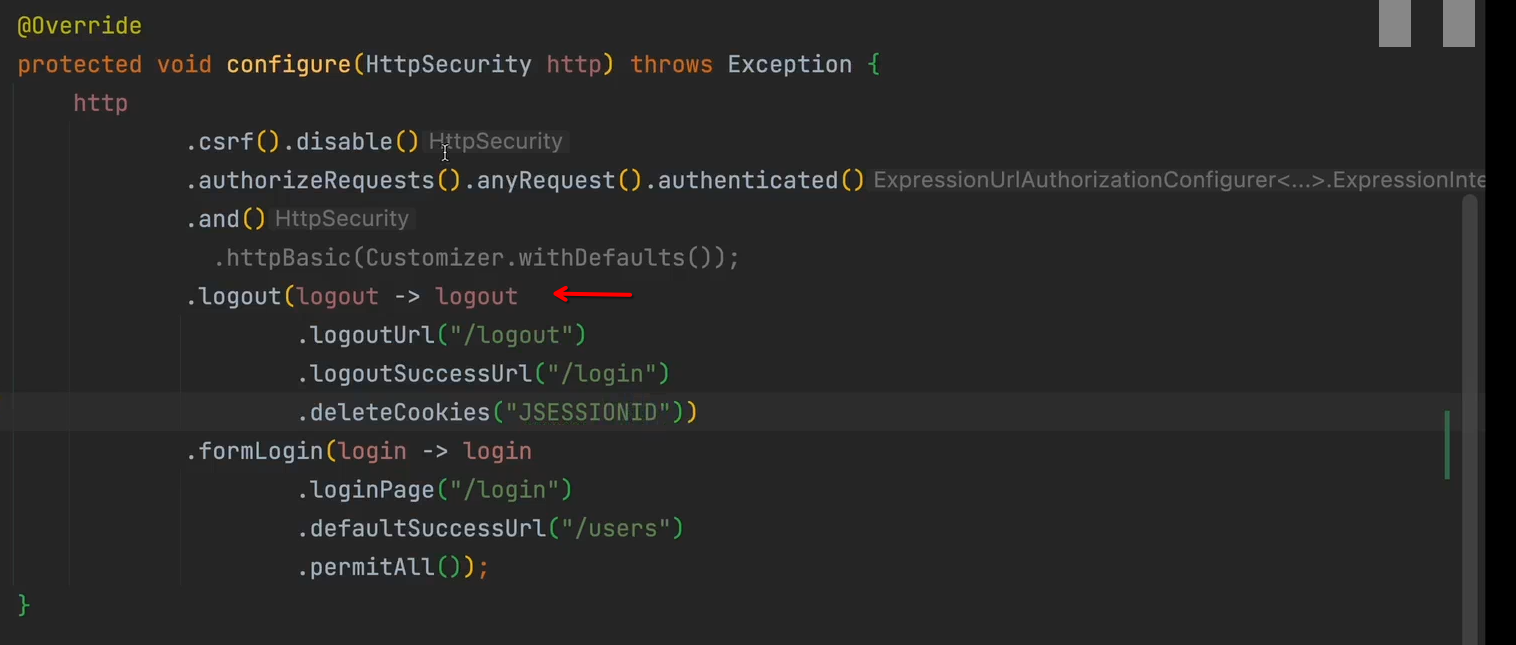 @Override
protected void configure(HttpSecurity http) throws Exception {
http
.csrf().disable() HttpSecurity
.authorizeRequests().anyRequest().authenticated() ExpressionUrlAuthorizationConfigurer<...>.ExpressionInte
.and() HttpSecurity
.httpBasic(Customizer.withDefaults());
.logout(logout -> logout
.logoutUrl("/logout")
.logoutSuccessUrl("/login")
.deleteCookies("JSESSIONID"))
.formLogin(login -> login
.loginPage("/login")
.defaultSuccessUrl("/users")
.permitAll());
}